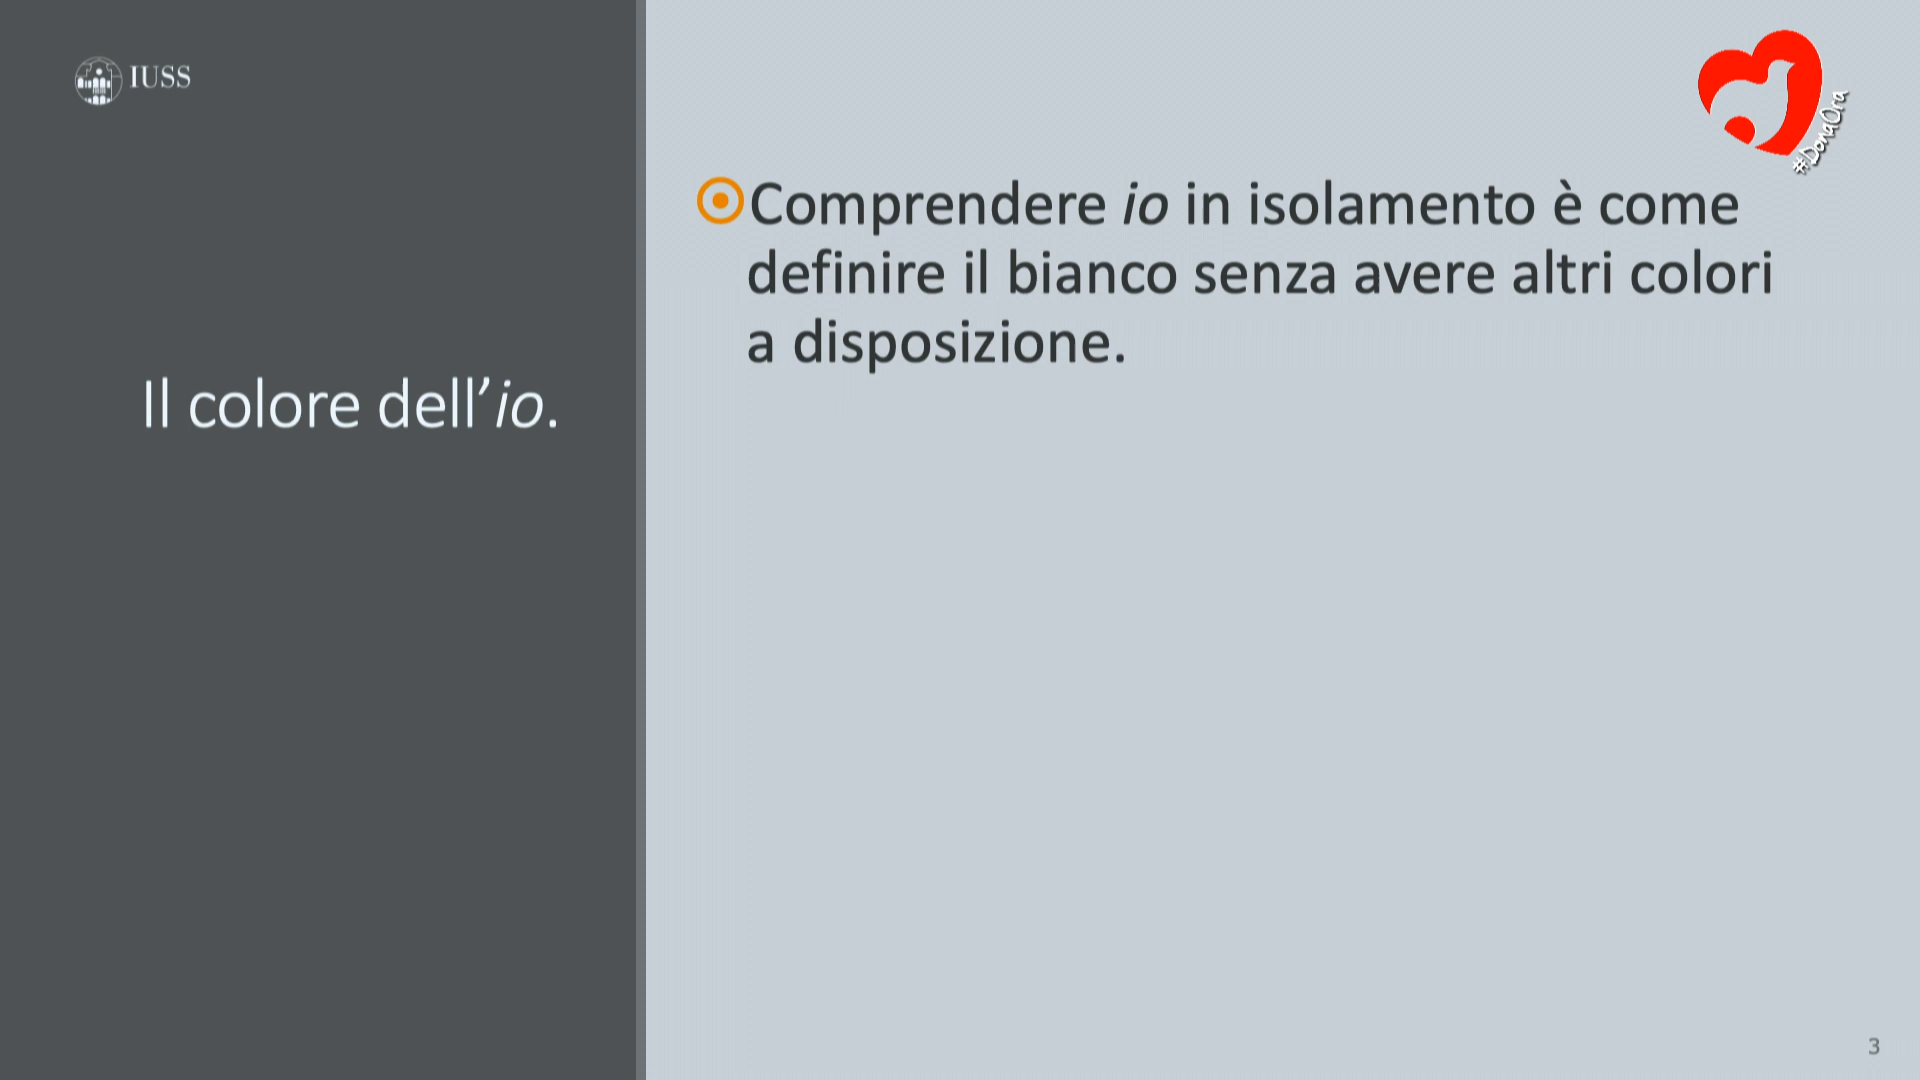 IUSS
#DonaOra
Il colore dell’io.
Comprendere io in isolamento è come
definire il bianco senza avere altri colori
a disposizione.
3